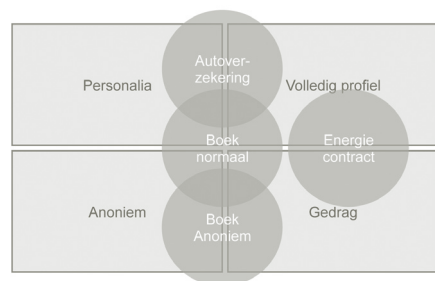 Autover-
zekering
Personalia
Volledig profiel
Boek
normaal
Energie
contract
Anoniem
Boek
Anoniem
Gedrag